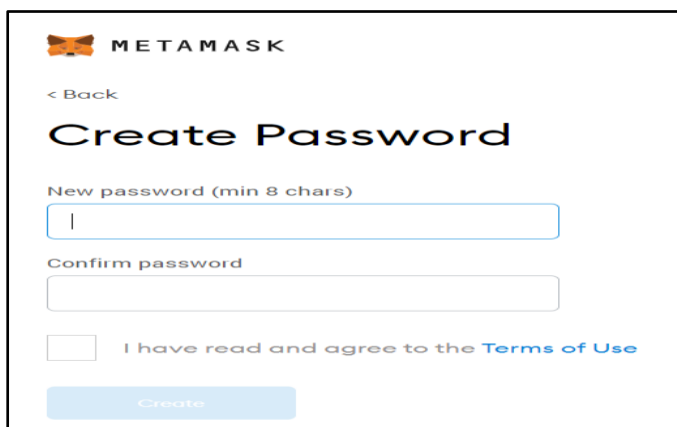 METAMASK
< Back
Create Password
New password (min 8 chars)
Confirm password
I have read and agree to the Terms of Use
Create